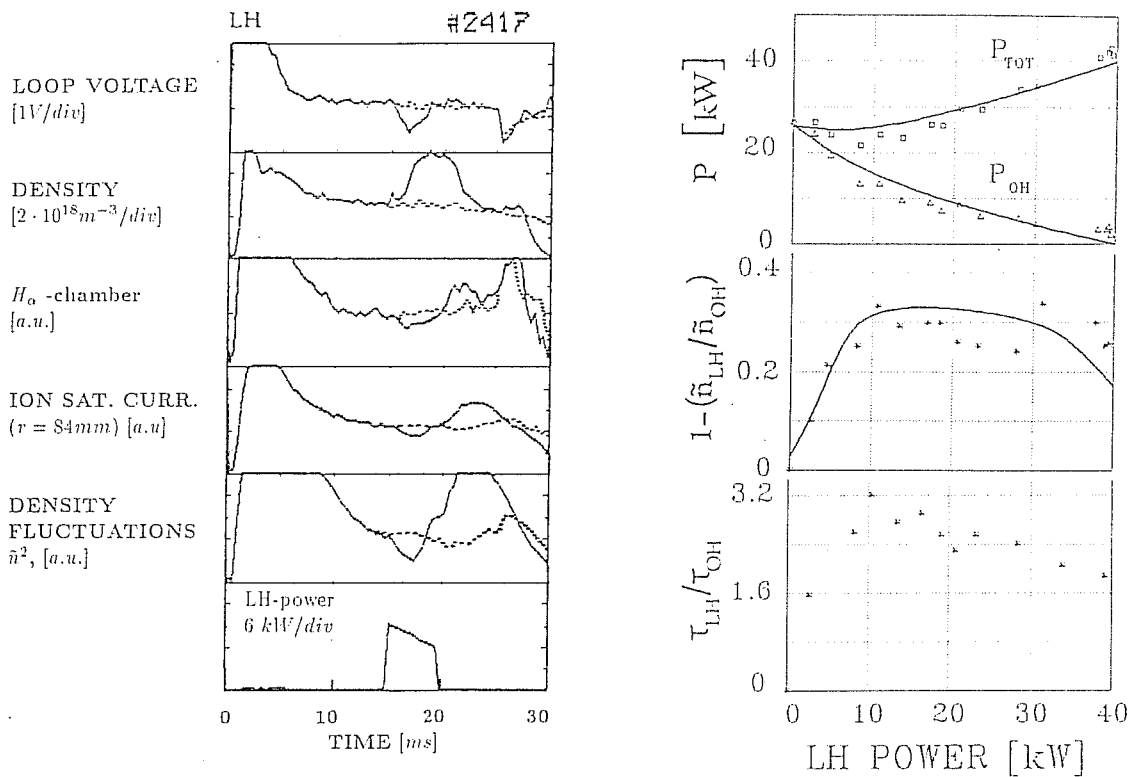 LH #2417
LOOP VOLTAGE
[1V/div]
DENSITY
[2 · 10¹⁸m⁻³/div]
Hα -chamber
[a.u.]
ION SAT. CURR.
(r = 84mm) [a.u]
DENSITY
FLUCTUATIONS
ñ², [a.u.]
LH-power
6 kW/div
0 10 20 30
TIME [ms]
P [kW]
40
20
0
P_TOT
P_OH
1-(ñ_LH/ñ_OH)
0.4
0.2
0
τ_LH/τ_OH
3.2
1.6
0
0 10 20 30 40
LH POWER [kW]